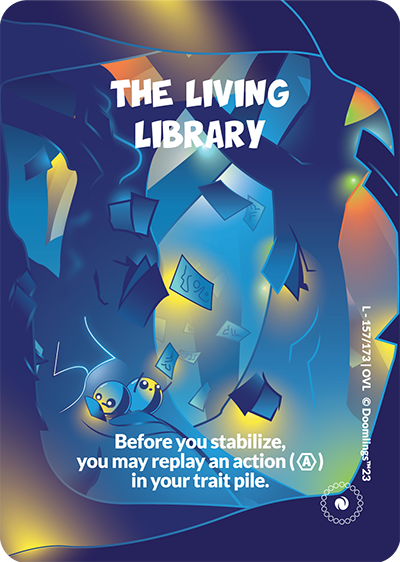 THE LIVING
LIBRARY
Before you stabilize,
you may replay an action (A)
in your trait pile.
L - 157/173 | OVL © Doomlings™ 23